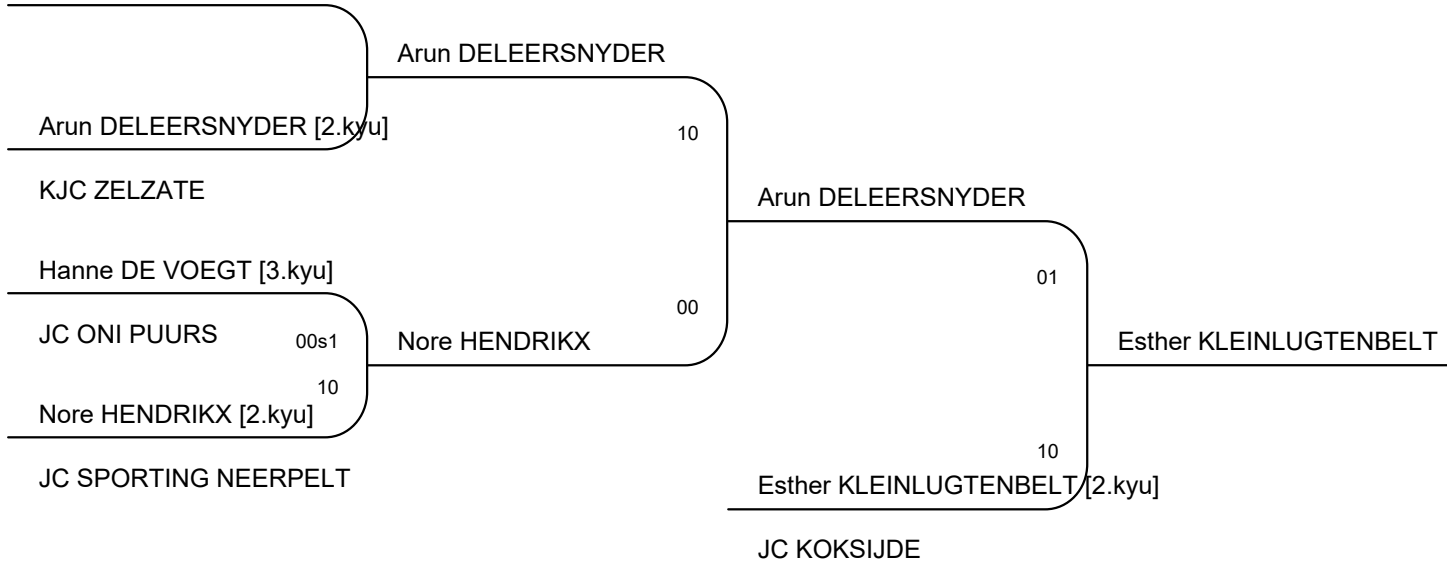 Arun DELEERSNYDER
Arun DELEERSNYDER [2.kyu]
10
KJC ZELZATE
Arun DELEERSNYDER
Hanne DE VOEGT [3.kyu]
01
00
JC ONI PUURS
00s1
Nore HENDRIKX
Esther KLEINLUGTENBELT
10
Nore HENDRIKX [2.kyu]
10
JC SPORTING NEERPELT
Esther KLEINLUGTENBELT [2.kyu]
JC KOKSIJDE